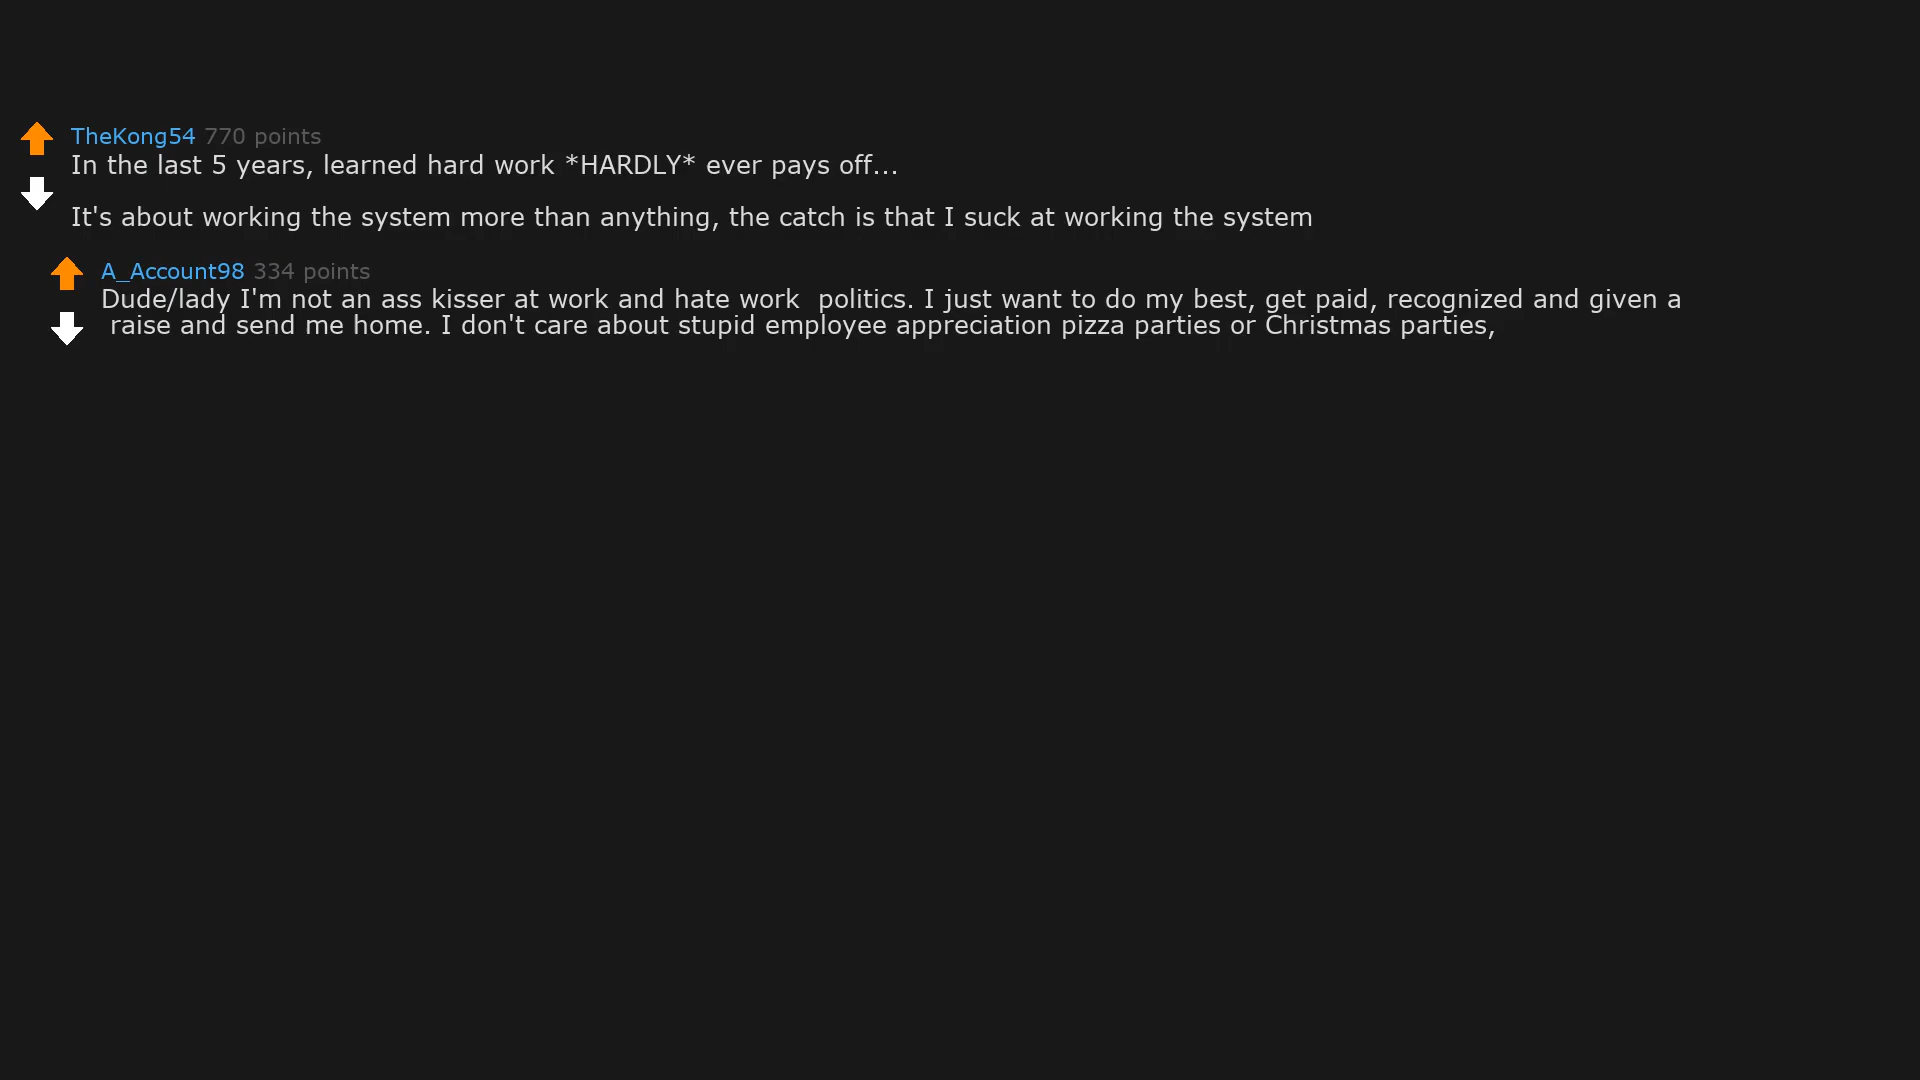 TheKong54 770 points
In the last 5 years, learned hard work *HARDLY* ever pays off...
It's about working the system more than anything, the catch is that I suck at working the system
A_Account98 334 points
Dude/lady I'm not an ass kisser at work and hate work  politics. I just want to do my best, get paid, recognized and given a
raise and send me home. I don't care about stupid employee appreciation pizza parties or Christmas parties,